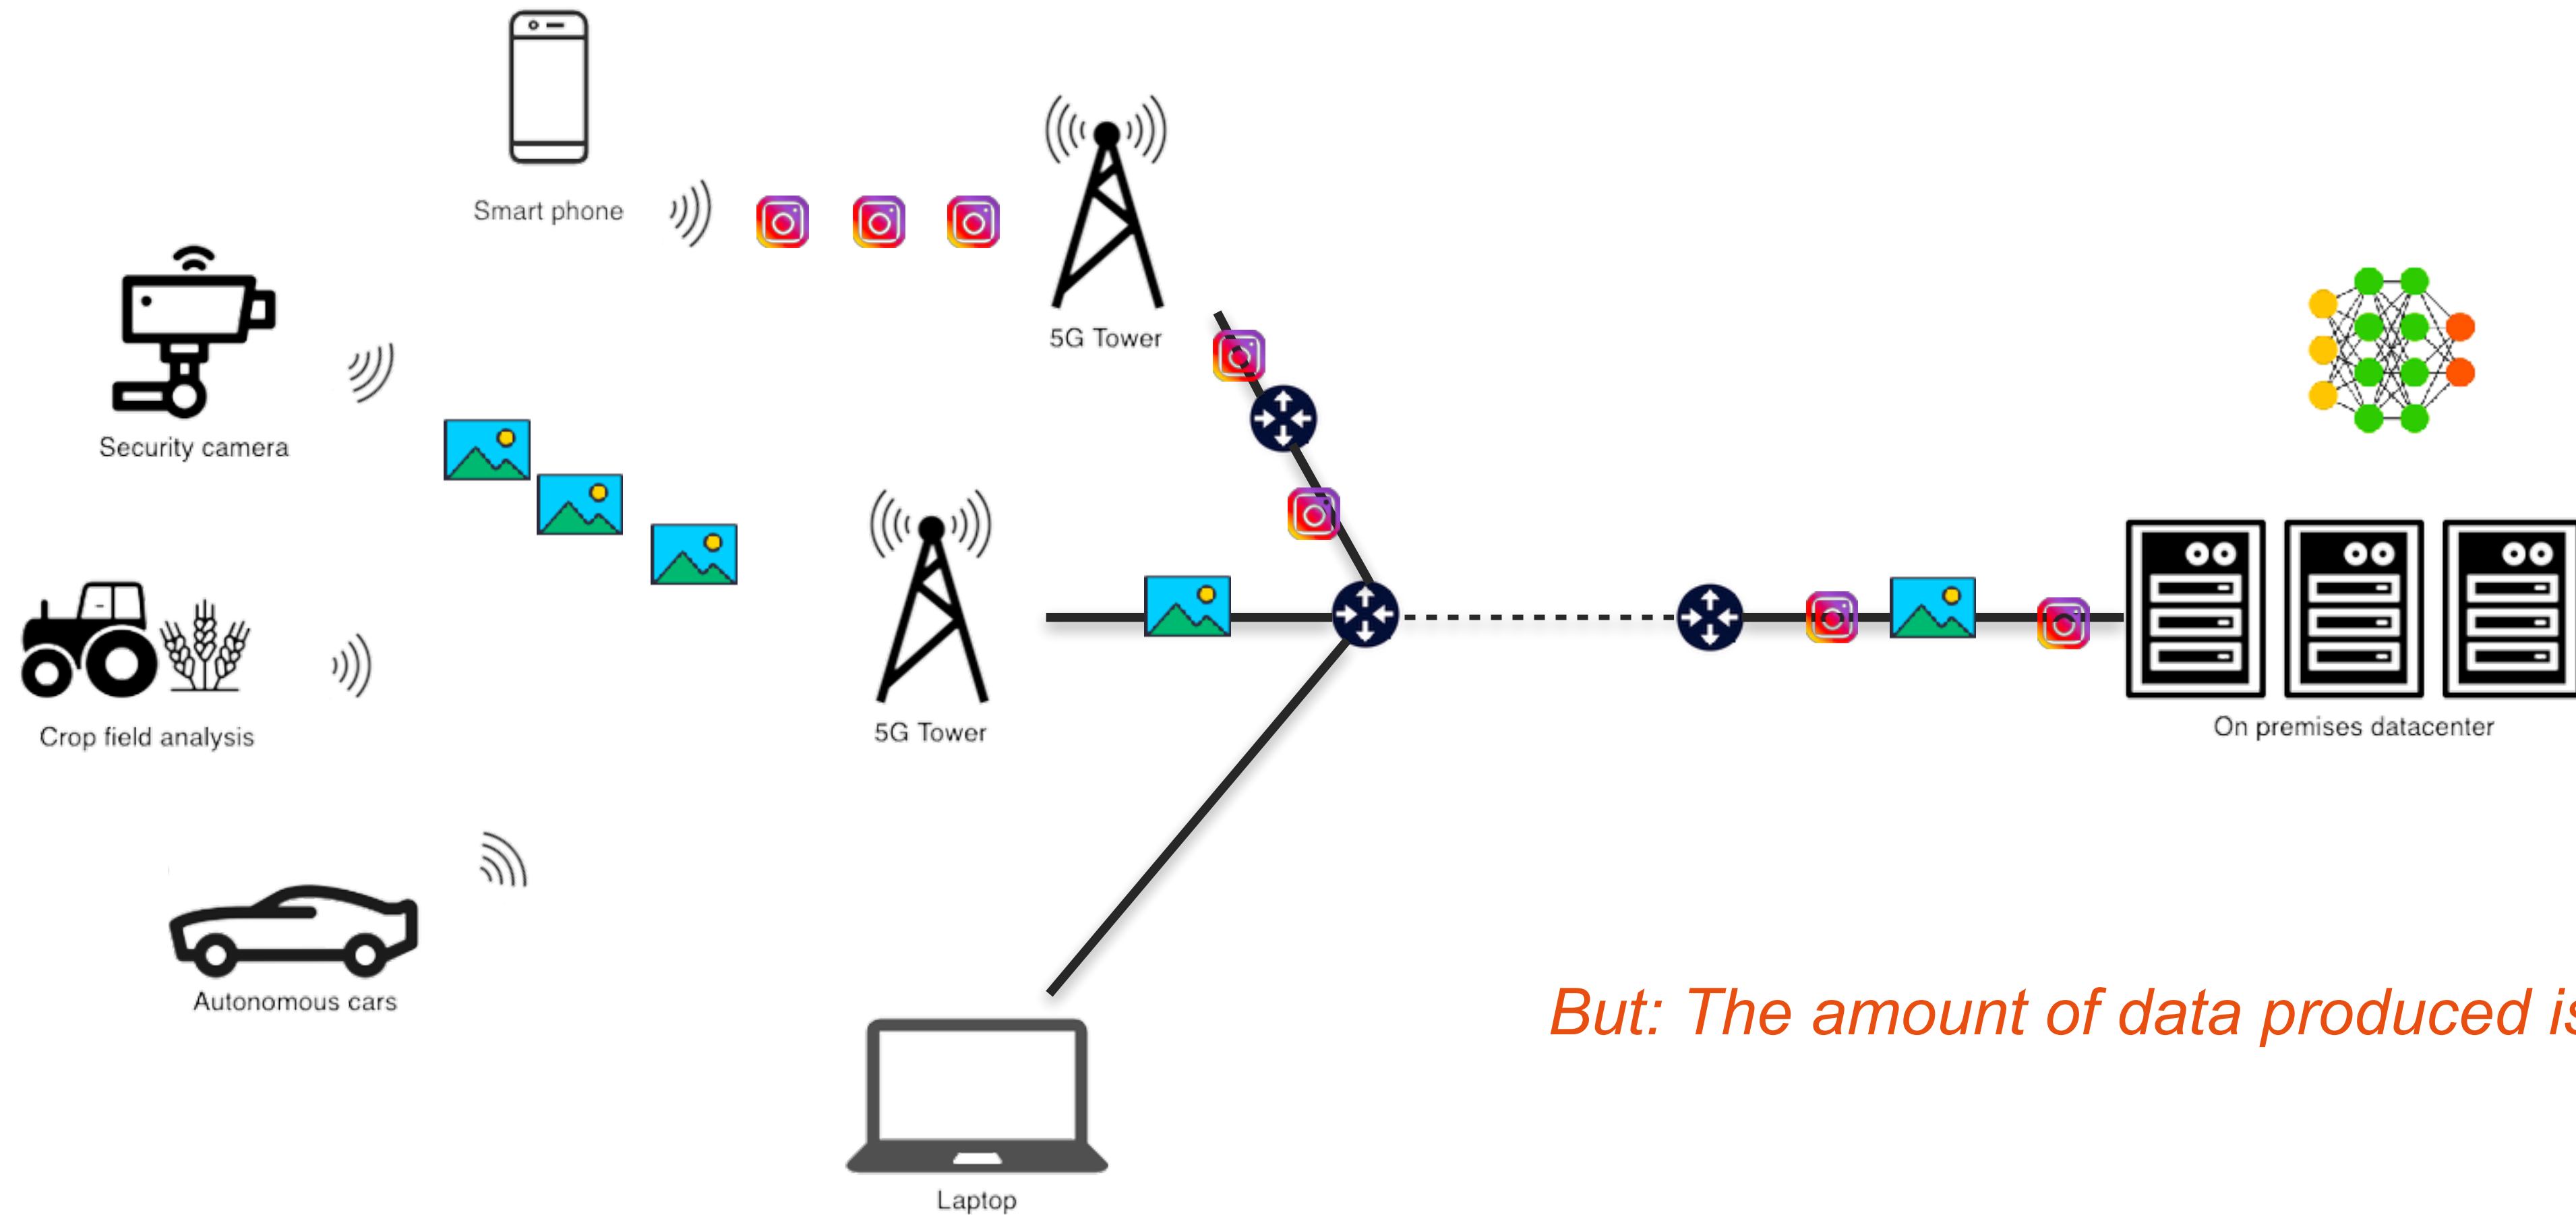 Smart phone
5G Tower
Security camera
5G Tower
Crop field analysis
On premises datacenter
Autonomous cars
But: The amount of data produced is
Laptop